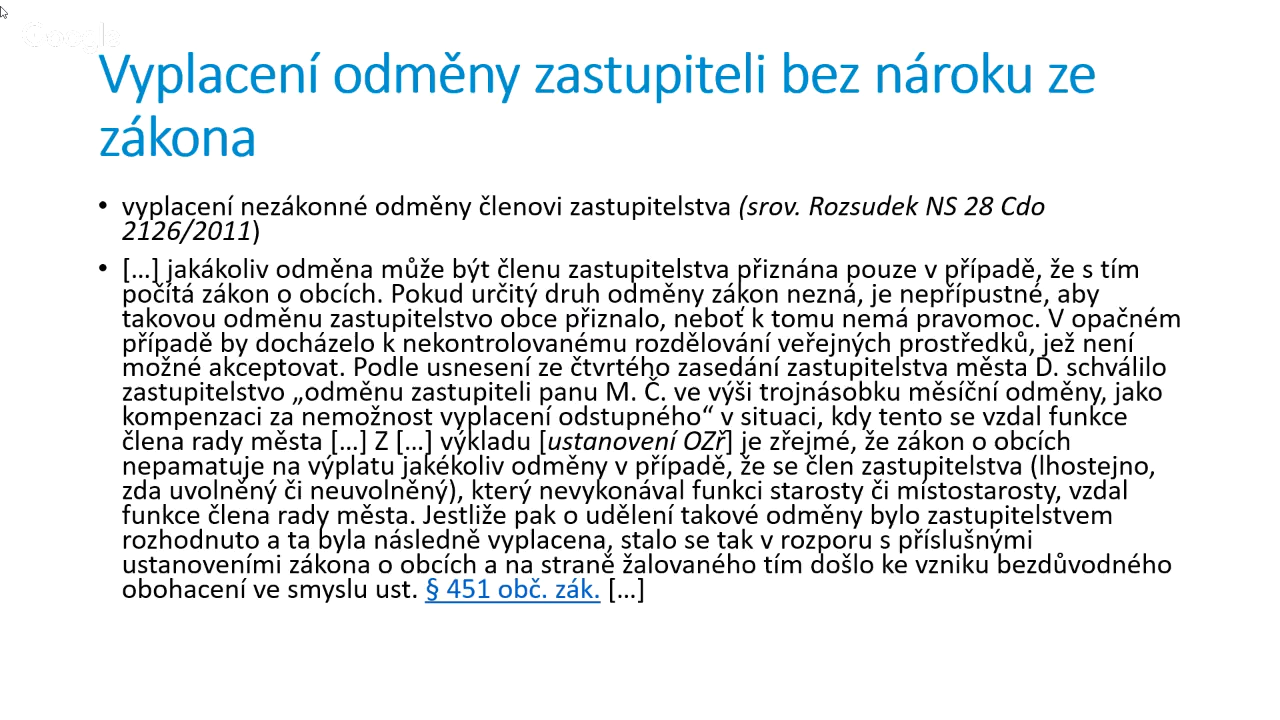 Google
Vyplacení odměny zastupiteli bez nároku ze
zákona
• vyplacení nezákonné odměny členovi zastupitelstva (srov. Rozsudek NS 28 Cdo
2126/2011)
• […] jakákoliv odměna může být členu zastupitelstva přiznána pouze v případě, že s tím
počítá zákon o obcích. Pokud určitý druh odměny zákon nezná, je nepřípustné, aby
takovou odměnu zastupitelstvo obce přiznalo, neboť k tomu nemá pravomoc. V opačném
případě by docházelo k nekontrolovanému rozdělování veřejných prostředků, jež není
možné akceptovat. Podle usnesení ze čtvrtého zasedání zastupitelstva města D. schválilo
zastupitelstvo „odměnu zastupiteli panu M. Č. ve výši trojnásobku měsíční odměny, jako
kompenzaci za nemožnost vyplacení odstupného“ v situaci, kdy tento se vzdal funkce
člena rady města […] Z […] výkladu [ustanovení OZř] je zřejmé, že zákon o obcích
nepamatuje na výplatu jakékoliv odměny v případě, že se člen zastupitelstva (lhostejno,
zda uvolněný či neuvolněný), který nevykonával funkci starosty či místostarosty, vzdal
funkce člena rady města. Jestliže pak o udělení takové odměny bylo zastupitelstvem
rozhodnuto a ta byla následně vyplacena, stalo se tak v rozporu s příslušnými
ustanoveními zákona o obcích a na straně žalovaného tím došlo ke vzniku bezdůvodného
obohacení ve smyslu ust. § 451 obč. zák. […]